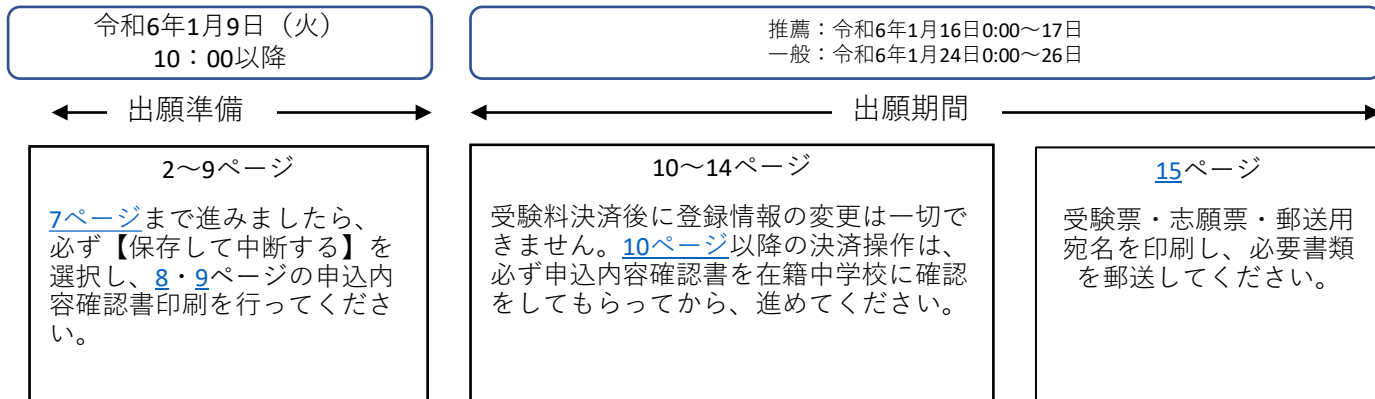 令和6年1月9日（火）
10：00以降
推薦：令和6年1月16日0:00～17日
一般：令和6年1月24日0:00～26日
出願準備
出願期間
2～9ページ
7ページまで進みましたら、
必ず【保存して中断する】を
選択し、8・9ページの申込内
容確認書印刷を行ってくださ
い。
10～14ページ
受験料決済後に登録情報の変更は一切で
きません。10ページ以降の決済操作は、
必ず申込内容確認書を在籍中学校に確認
をしてもらってから、進めてください。
15ページ
受験票・志願票・郵送用
宛名を印刷し、必要書類
を郵送してください。